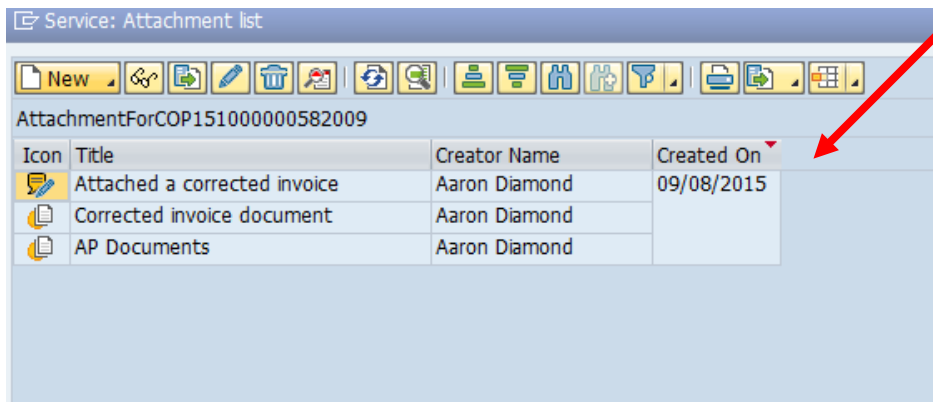 Service: Attachment list
New
AttachmentForCOP151000000582009
Icon Title Creator Name Created On
Attached a corrected invoice Aaron Diamond 09/08/2015
Corrected invoice document Aaron Diamond
AP Documents Aaron Diamond